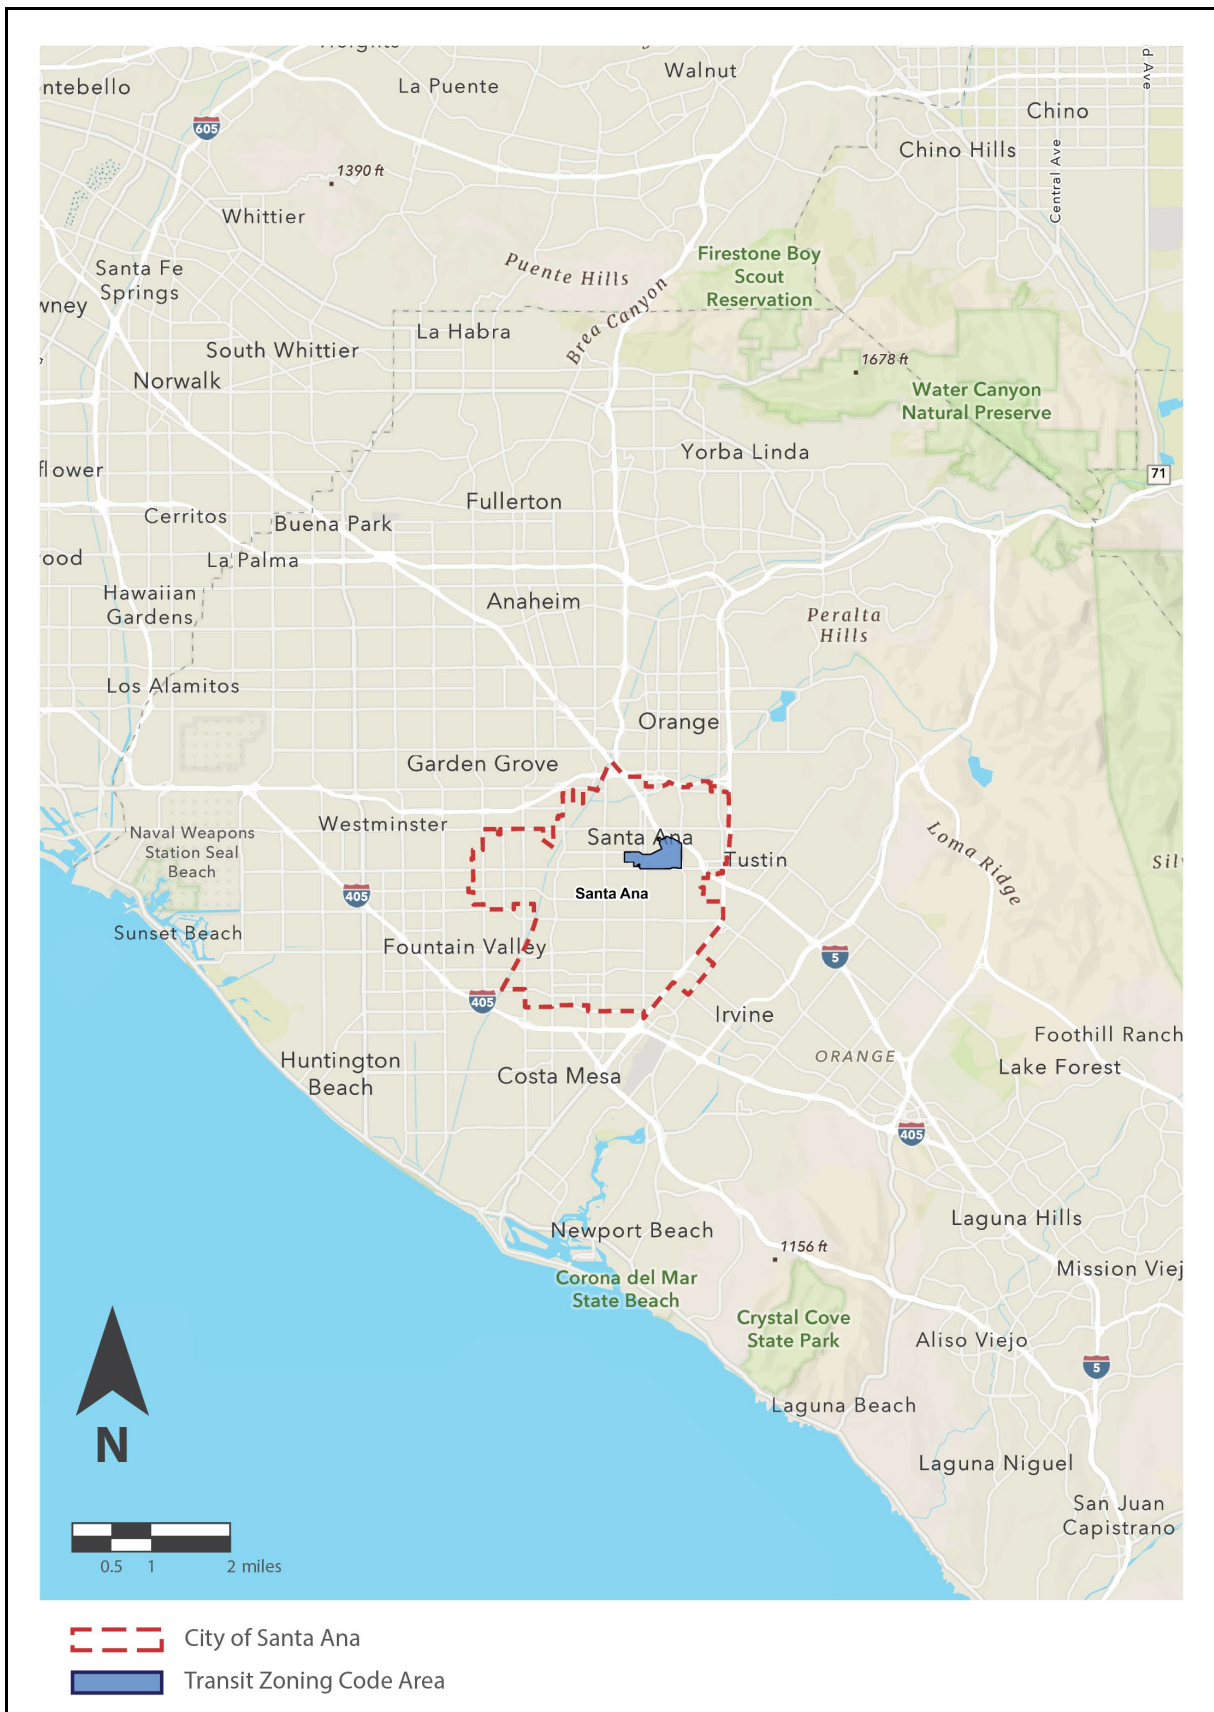 Walnut
La Puente
Chino
605
Chino Hills
Central Ave
1390 ft
Whittier
Firestone Boy
Scout
Reservation
Puente Hills
Santa Fe
Springs
Brea Canyon
La Habra
South Whittier
1678 ft
Norwalk
Water Canyon
Natural Preserve
Yorba Linda
71
Fullerton
Cerritos
Buena Park
La Palma
Hawaiian
Gardens
Anaheim
Peralta
Hills
Los Alamitos
Orange
Garden Grove
Westminster
Naval Weapons
Station Seal
Beach
Santa Ana
Tustin
Loma Ridge
Santa Ana
405
Sunset Beach
Fountain Valley
5
405
Irvine
Foothill Ranch
ORANGE
Lake Forest
Huntington
Beach
Costa Mesa
405
Laguna Hills
Newport Beach
1156 ft
Mission Viej
Corona del Mar
State Beach
Crystal Cove
State Park
Aliso Viejo
5
Laguna Beach
N
Laguna Niguel
San Juan
Capistrano
0.5 1 2 miles
City of Santa Ana
Transit Zoning Code Area